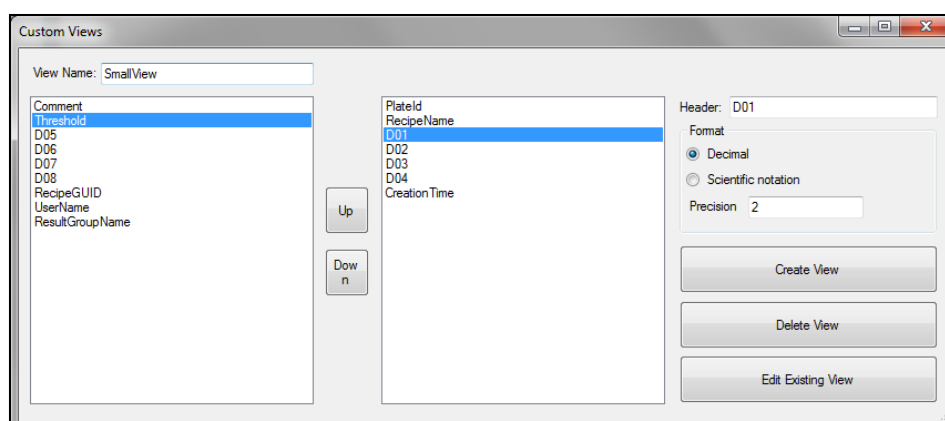 Custom Views
View Name: SmallView
Comment
Threshold
D05
D06
D07
D08
RecipeGUID
UserName
ResultGroupName
Up
Dow
n
PlateId
RecipeName
D01
D02
D03
D04
CreationTime
Header: D01
Format
Decimal
Scientific notation
Precision 2
Create View
Delete View
Edit Existing View